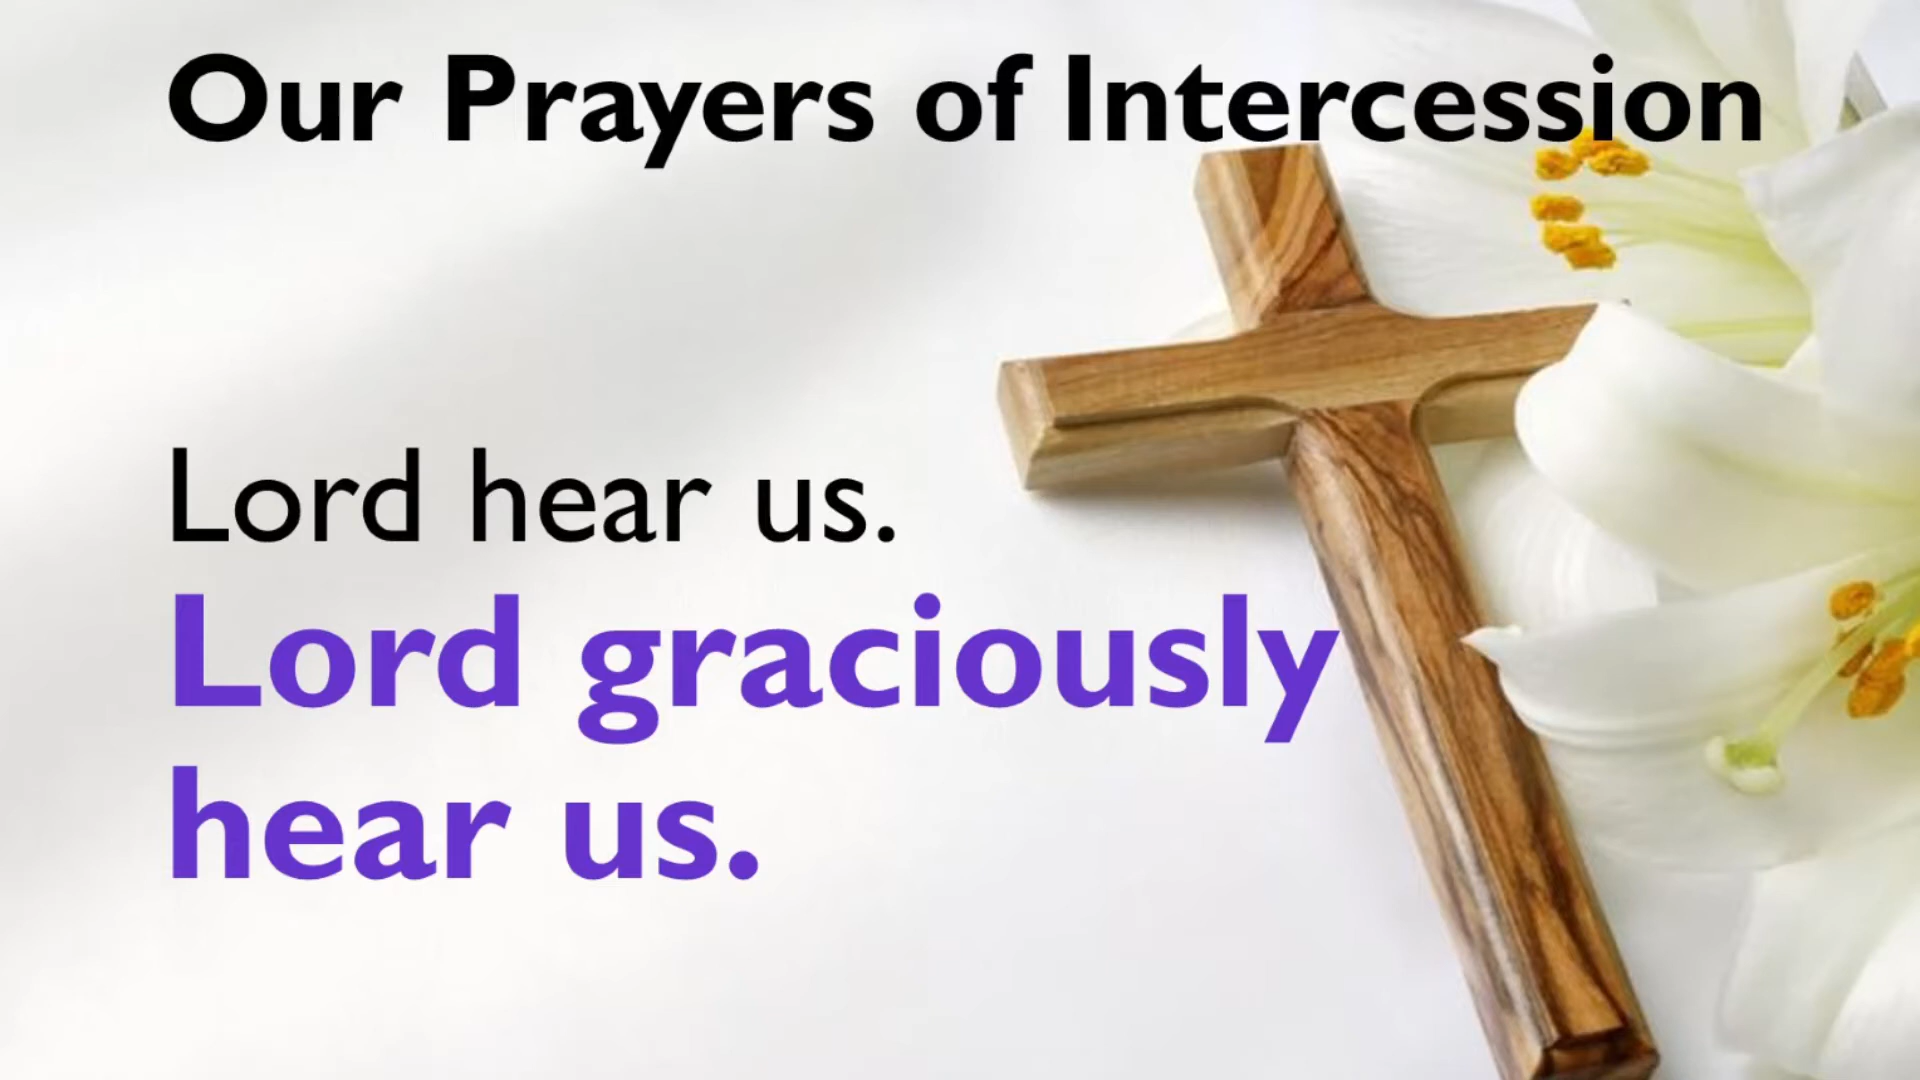 Our Prayers of Intercession
Lord hear us.
Lord graciously
hear us.